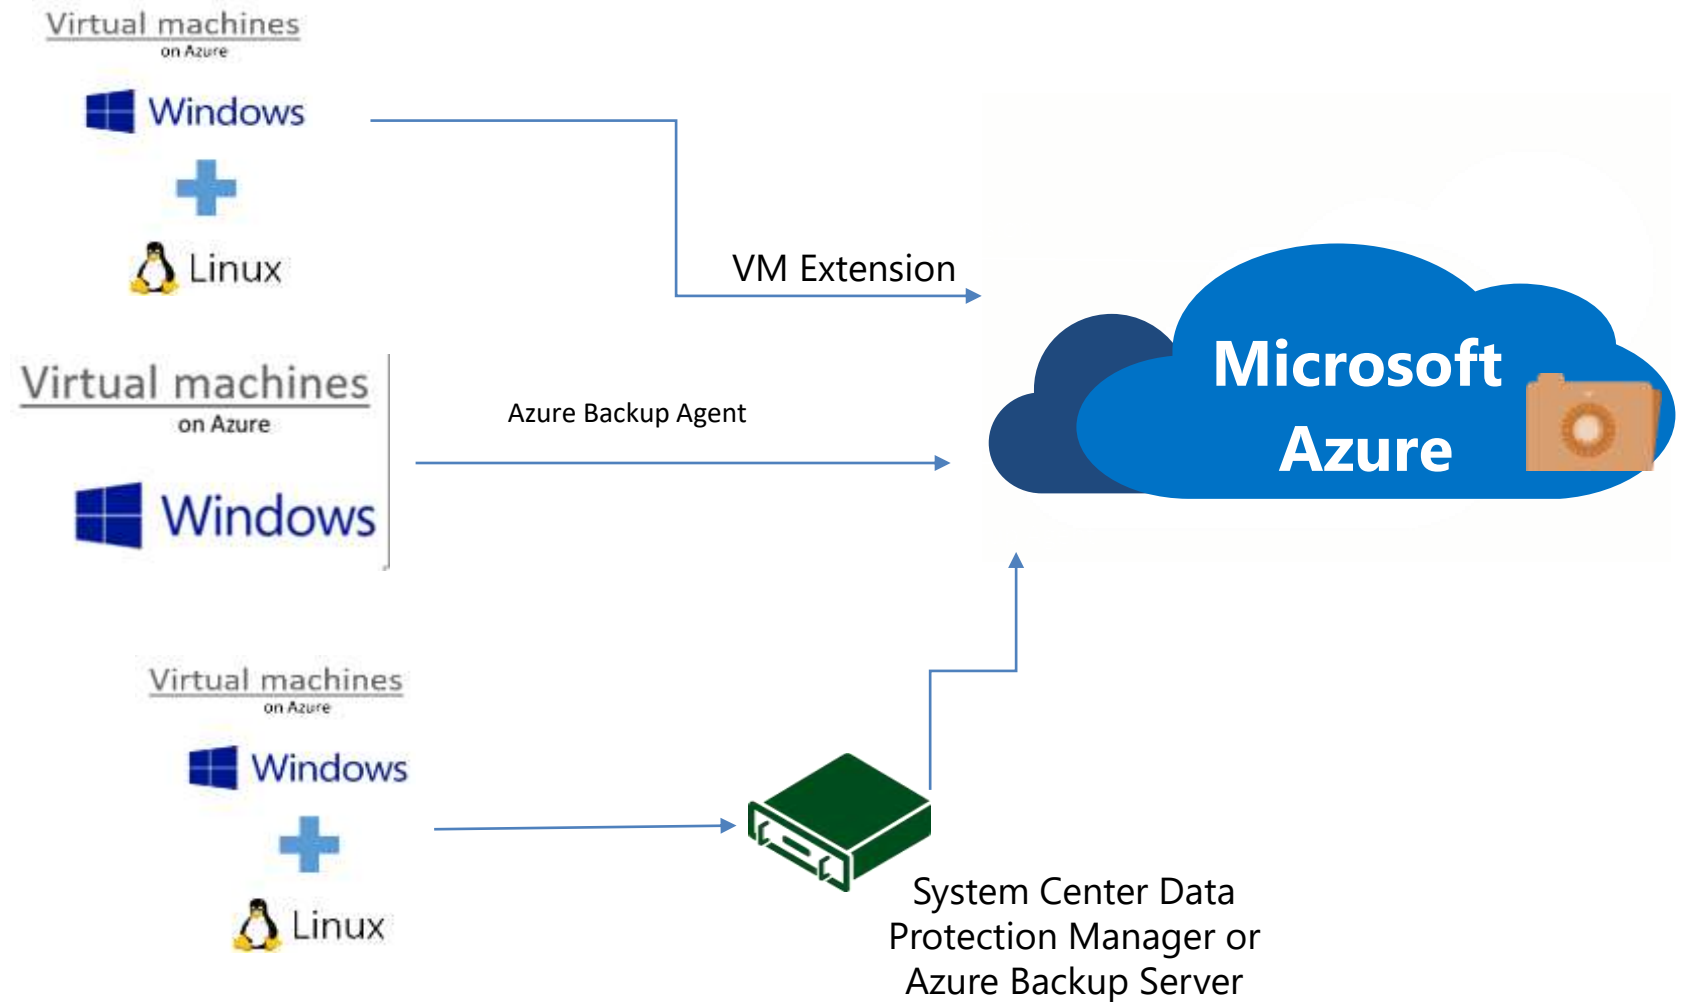 Virtual machines
on Azure
Windows
Linux
VM Extension
Virtual machines
on Azure
Windows
Azure Backup Agent
Microsoft
Azure
Virtual machines
on Azure
Windows
Linux
System Center Data
Protection Manager or
Azure Backup Server